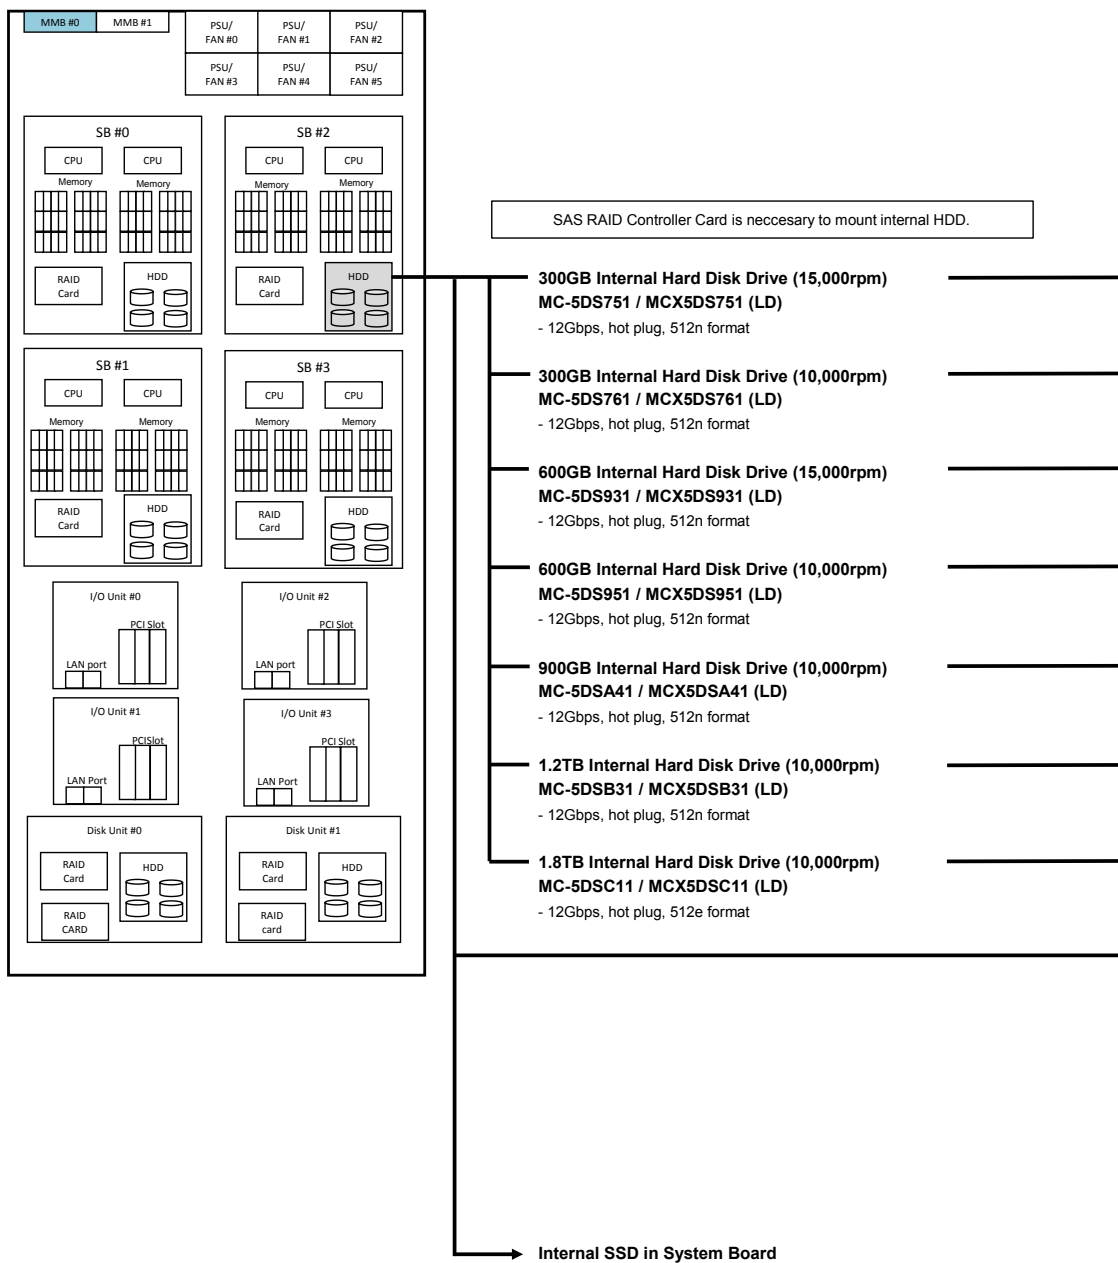 MMB #0
MMB #1
PSU/
FAN #0
PSU/
FAN #1
PSU/
FAN #2
PSU/
FAN #3
PSU/
FAN #4
PSU/
FAN #5
SB #0
CPU
CPU
Memory
Memory
RAID
Card
HDD
SB #2
CPU
CPU
Memory
Memory
RAID
Card
HDD
SB #1
CPU
CPU
Memory
Memory
RAID
Card
HDD
SB #3
CPU
CPU
Memory
Memory
RAID
Card
HDD
I/O Unit #0
PCI Slot
LAN port
I/O Unit #2
PCI Slot
LAN port
I/O Unit #1
PCISlot
LAN Port
I/O Unit #3
PCI Slot
LAN Port
Disk Unit #0
RAID
Card
HDD
RAID
CARD
Disk Unit #1
RAID
Card
HDD
RAID
card
SAS RAID Controller Card is neccesary to mount internal HDD.
300GB Internal Hard Disk Drive (15,000rpm)
MC-5DS751 / MCX5DS751 (LD)
- 12Gbps, hot plug, 512n format
300GB Internal Hard Disk Drive (10,000rpm)
MC-5DS761 / MCX5DS761 (LD)
- 12Gbps, hot plug, 512n format
600GB Internal Hard Disk Drive (15,000rpm)
MC-5DS931 / MCX5DS931 (LD)
- 12Gbps, hot plug, 512n format
600GB Internal Hard Disk Drive (10,000rpm)
MC-5DS951 / MCX5DS951 (LD)
- 12Gbps, hot plug, 512n format
900GB Internal Hard Disk Drive (10,000rpm)
MC-5DSA41 / MCX5DSA41 (LD)
- 12Gbps, hot plug, 512n format
1.2TB Internal Hard Disk Drive (10,000rpm)
MC-5DSB31 / MCX5DSB31 (LD)
- 12Gbps, hot plug, 512n format
1.8TB Internal Hard Disk Drive (10,000rpm)
MC-5DSC11 / MCX5DSC11 (LD)
- 12Gbps, hot plug, 512e format
Internal SSD in System Board